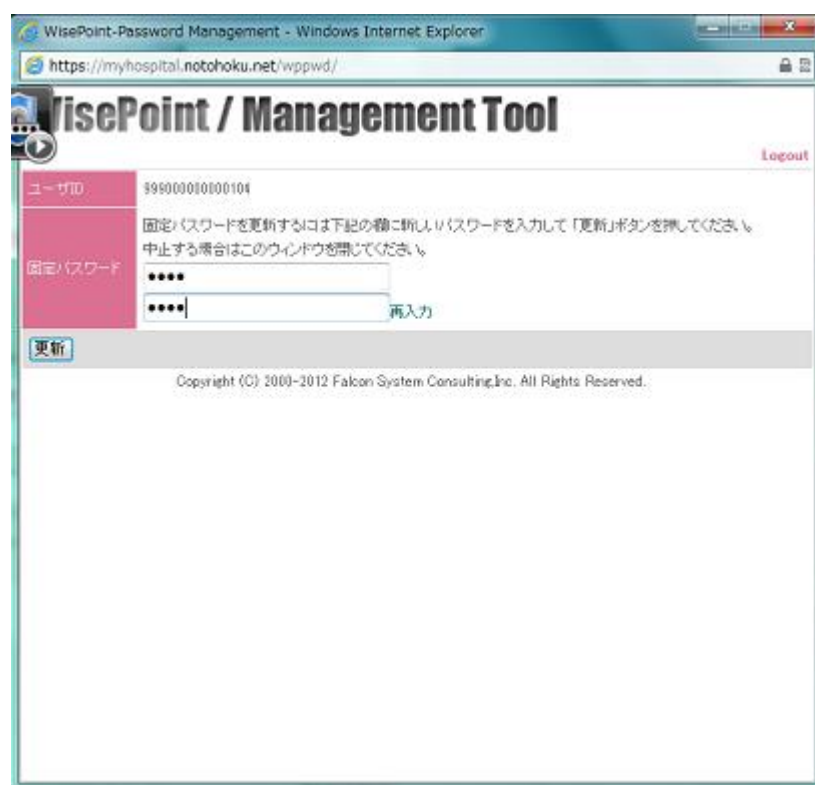 WisePoint-Password Management - Windows Internet Explorer
https://myhospital.notohoku.net/wppwd/
WisePoint / Management Tool
Logout
ユーザID 999000000000104
固定パスワードを更新するには下記の欄に新しいパスワードを入力して「更新」ボタンを押してください。
中止する場合はこのウィンドウを閉じてください。
固定パスワード
••••
•••• 再入力
更新
Copyright (C) 2000-2012 Falcon System Consulting,Inc. All Rights Reserved.